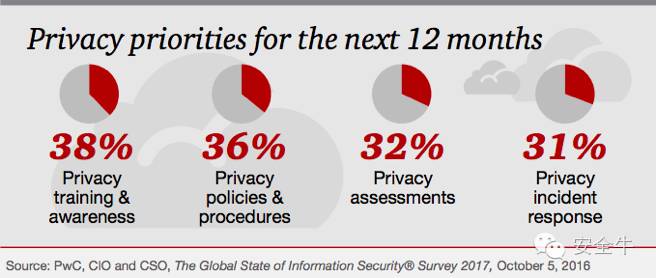 Privacy priorities for the next 12 months
38%
Privacy
training &
awareness
36%
Privacy
policies &
procedures
32%
Privacy
assessments
31%
Privacy
incident
response
安全牛
Source: PwC, CIO and CSO, The Global State of Information Security® Survey 2017, October 5, 2016